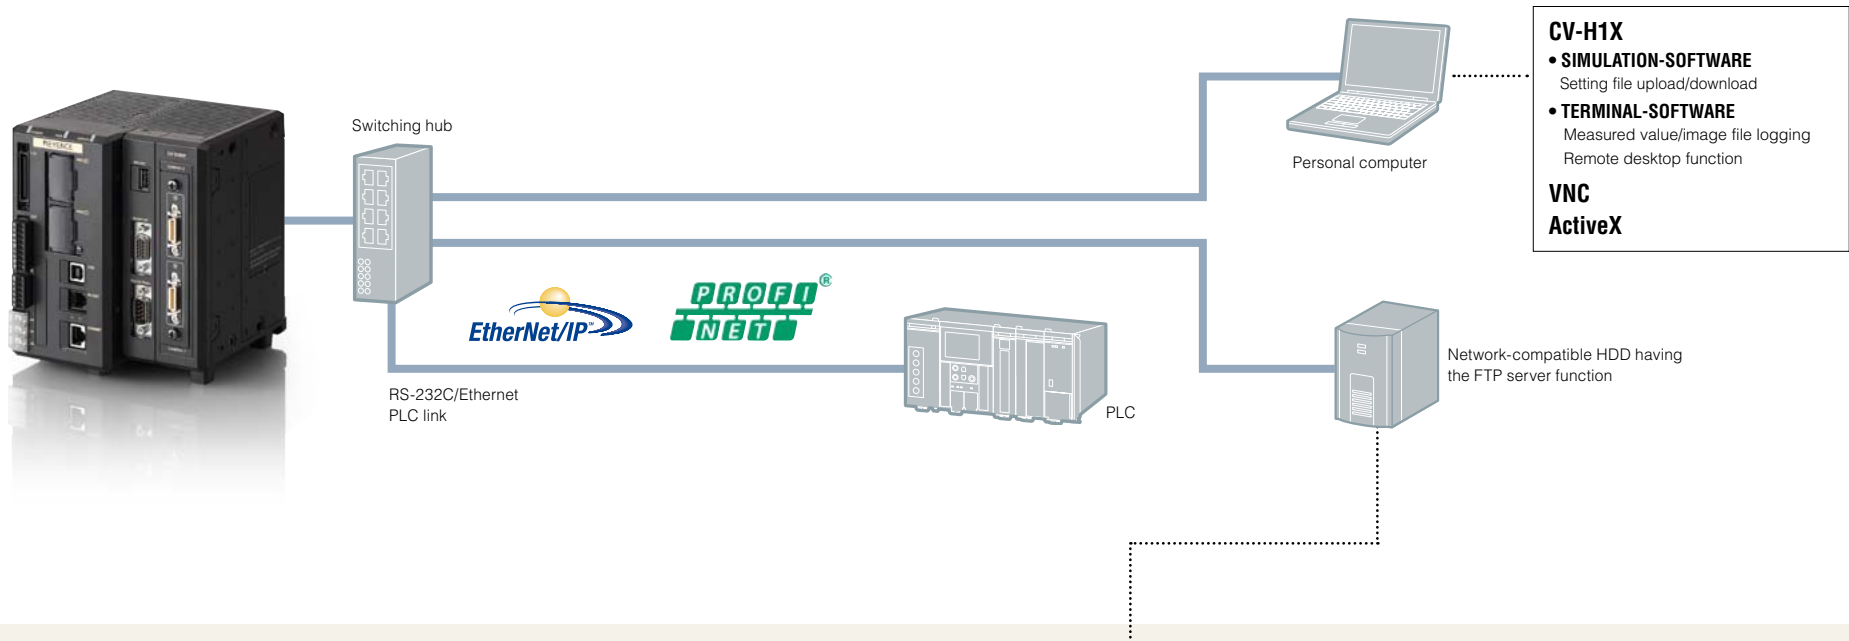 CV-H1X
• SIMULATION-SOFTWARE
Setting file upload/download
• TERMINAL-SOFTWARE
Measured value/image file logging
Remote desktop function
VNC
ActiveX
Switching hub
Personal computer
KEYENCE
EtherNet/IP™
PROFI®
NET
Network-compatible HDD having
the FTP server function
RS-232C/Ethernet
PLC link
PLC